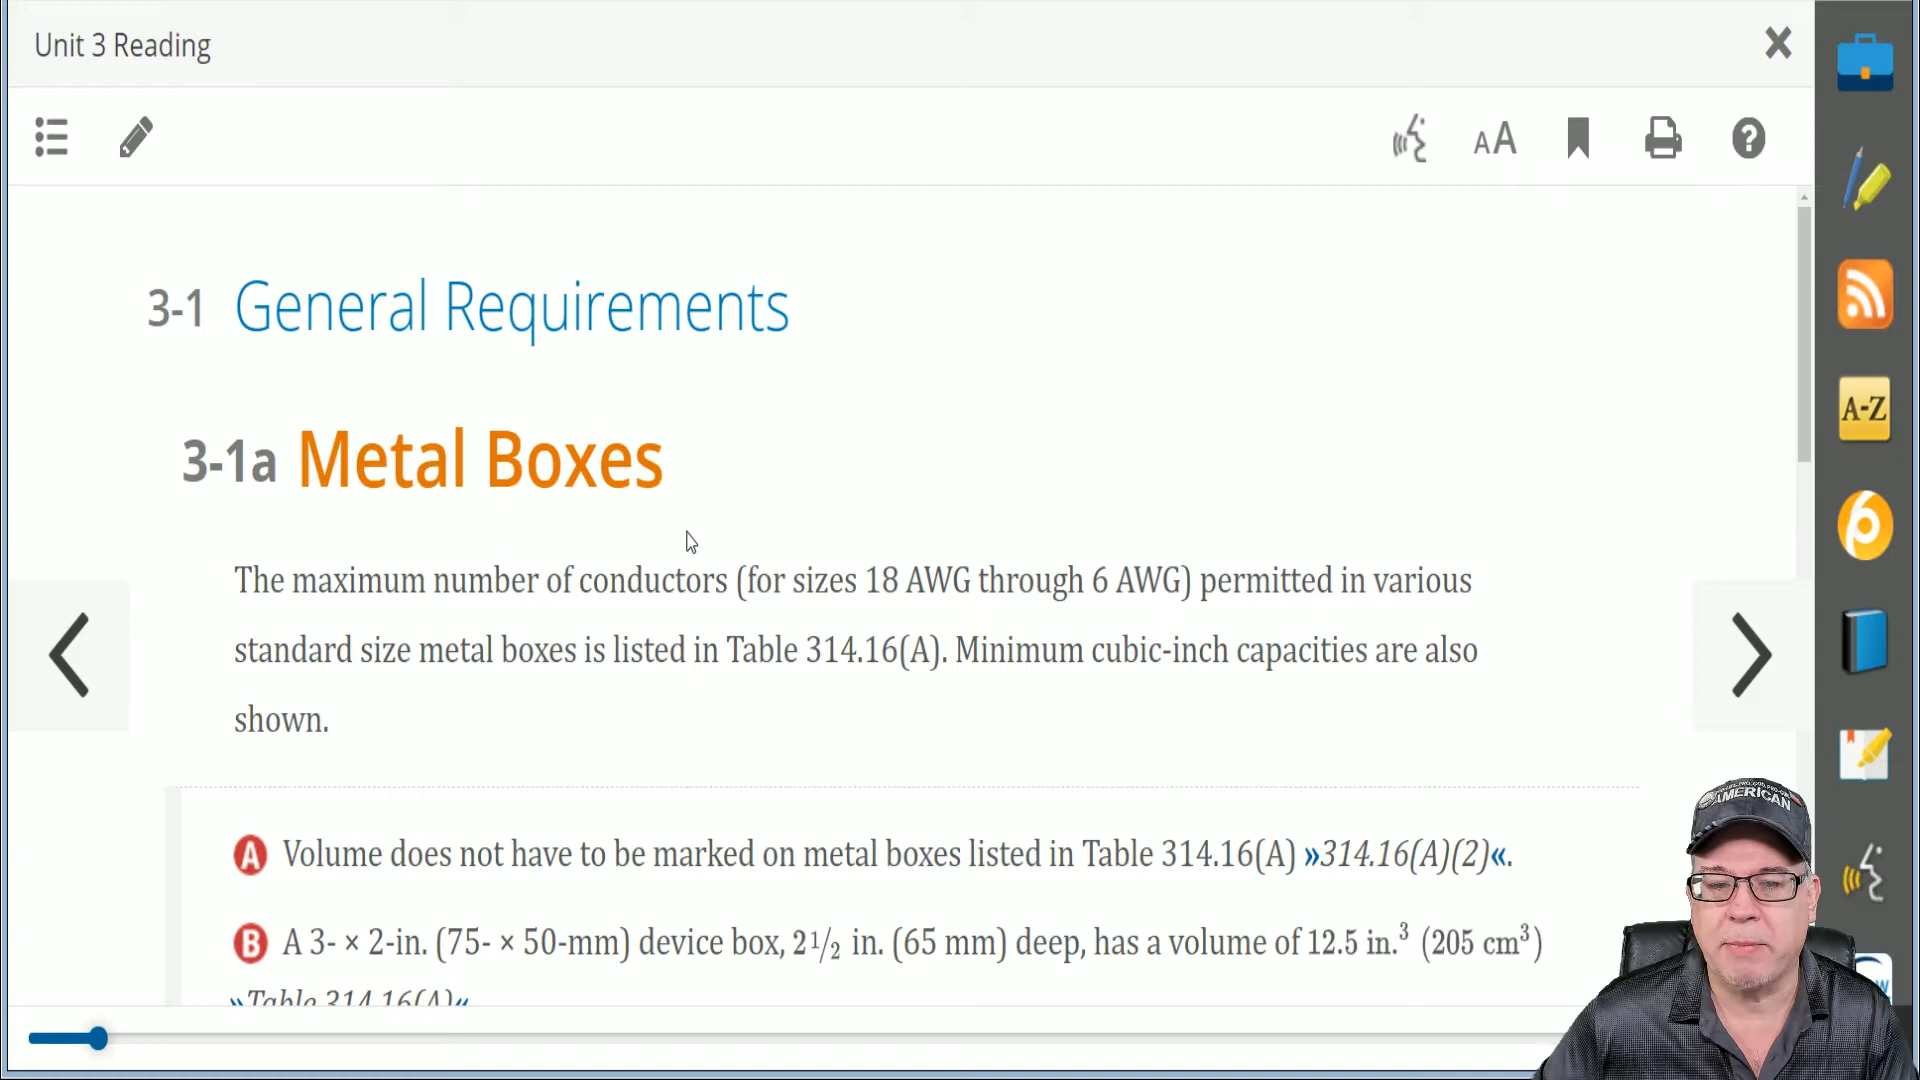 Unit 3 Reading
AA
3-1 General Requirements
3-1a Metal Boxes
The maximum number of conductors (for sizes 18 AWG through 6 AWG) permitted in various
standard size metal boxes is listed in Table 314.16(A). Minimum cubic-inch capacities are also
shown.
A Volume does not have to be marked on metal boxes listed in Table 314.16(A) »314.16(A)(2)«.
B A 3- × 2-in. (75- × 50-mm) device box, 2 1/2 in. (65 mm) deep, has a volume of 12.5 in.³ (205 cm³)
»Table 314.16(A)«
A-Z
AMERICAN